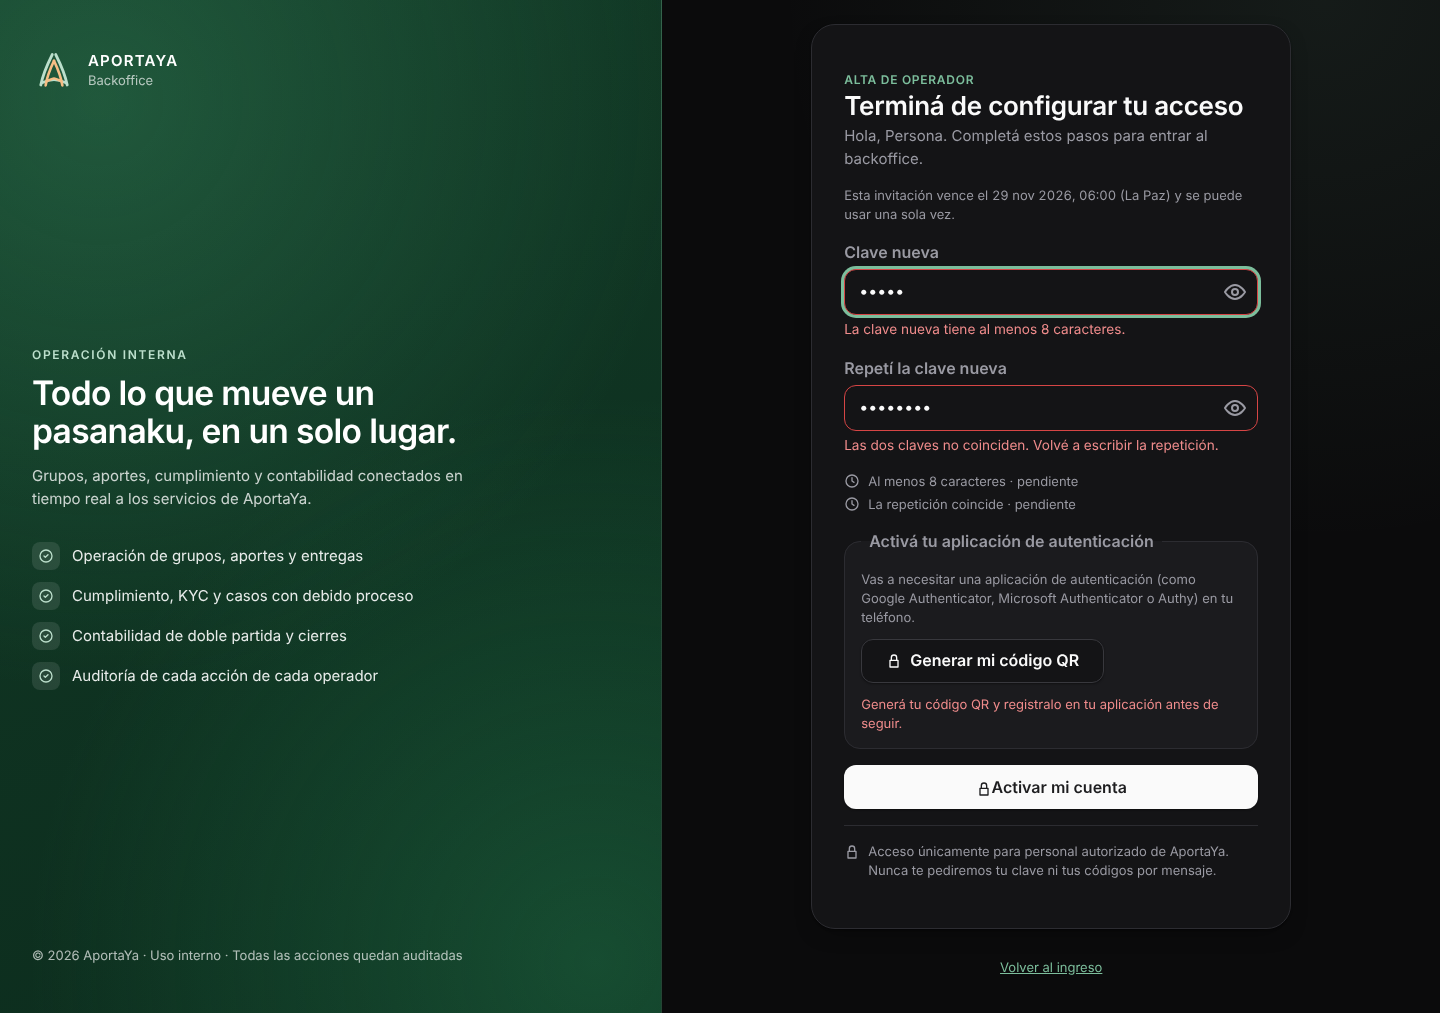 APORTAYA
Backoffice
OPERACIÓN INTERNA
Todo lo que mueve un
pasanaku, en un solo lugar.
Grupos, aportes, cumplimiento y contabilidad conectados en
tiempo real a los servicios de AportaYa.
Operación de grupos, aportes y entregas
Cumplimiento, KYC y casos con debido proceso
Contabilidad de doble partida y cierres
Auditoría de cada acción de cada operador
© 2026 AportaYa · Uso interno · Todas las acciones quedan auditadas
ALTA DE OPERADOR
Terminá de configurar tu acceso
Hola, Persona. Completá estos pasos para entrar al
backoffice.
Esta invitación vence el 29 nov 2026, 06:00 (La Paz) y se puede
usar una sola vez.
Clave nueva
•••••
La clave nueva tiene al menos 8 caracteres.
Repetí la clave nueva
••••••••
Las dos claves no coinciden. Volvé a escribir la repetición.
Al menos 8 caracteres · pendiente
La repetición coincide · pendiente
Activá tu aplicación de autenticación
Vas a necesitar una aplicación de autenticación (como
Google Authenticator, Microsoft Authenticator o Authy) en tu
teléfono.
Generar mi código QR
Generá tu código QR y registralo en tu aplicación antes de
seguir.
Activar mi cuenta
Acceso únicamente para personal autorizado de AportaYa.
Nunca te pediremos tu clave ni tus códigos por mensaje.
Volver al ingreso